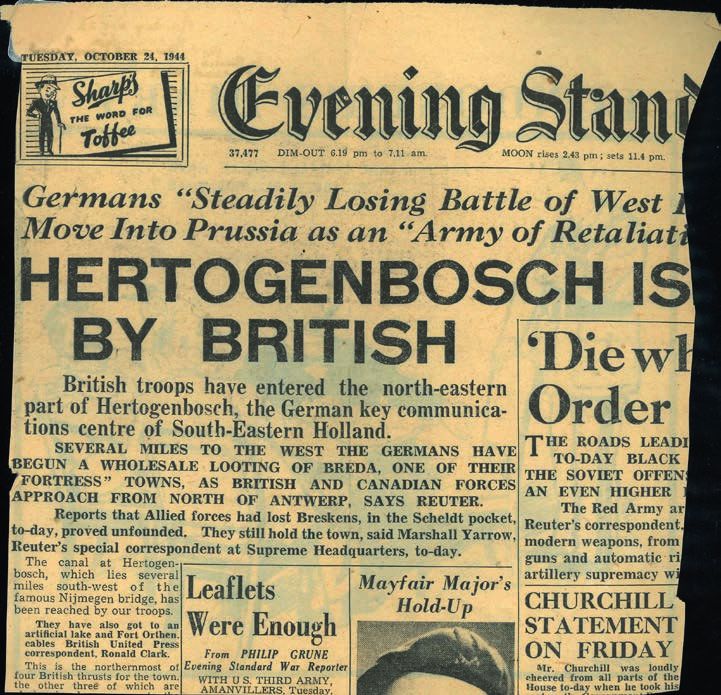 TUESDAY, OCTOBER 24, 1944
Sharp's
THE WORD FOR
Toffee
Evening Stand
37,477 DIM-OUT 6.19 pm to 7.11 am. MOON rises 2.43 pm ; sets 11.4 pm.
Germans "Steadily Losing Battle of West
Move Into Prussia as an "Army of Retaliati
HERTOGENBOSCH IS
BY BRITISH
British troops have entered the north-eastern
part of Hertogenbosch, the German key communica-
tions centre of South-Eastern Holland.
SEVERAL MILES TO THE WEST THE GERMANS HAVE
BEGUN A WHOLESALE LOOTING OF BREDA, ONE OF THEIR
"FORTRESS" TOWNS, AS BRITISH AND CANADIAN FORCES
APPROACH FROM NORTH OF ANTWERP, SAYS REUTER.
Reports that Allied forces had lost Breskens, in the Scheldt pocket,
to-day, proved unfounded. They still hold the town, said Marshall Yarrow,
Reuter's special correspondent at Supreme Headquarters, to-day.
The canal at Hertogen-
bosch, which lies several
miles south-west of the
famous Nijmegen bridge, has
been reached by our troops.
They have also got to an
artificial lake and Fort Orthen,
cables British United Press
correspondent, Ronald Clark.
This is the northernmost of
four British thrusts for the town,
the other three of which are
Leaflets
Were Enough
From PHILIP GRUNE
Evening Standard War Reporter
WITH U S. THIRD ARMY,
AMANVILLERS, Tuesday.
Mayfair Major's
Hold-Up
'Die wh
Order
THE ROADS LEADI
TO-DAY BLACK
THE SOVIET OFFEN
AN EVEN HIGHER
The Red Army ar
Reuter's correspondent.
modern weapons, from
guns and automatic ri
artillery supremacy wi
CHURCHILL
STATEMENT
ON FRIDAY
Mr. Churchill was loudly
cheered from all parts of the
House to-day when he took his